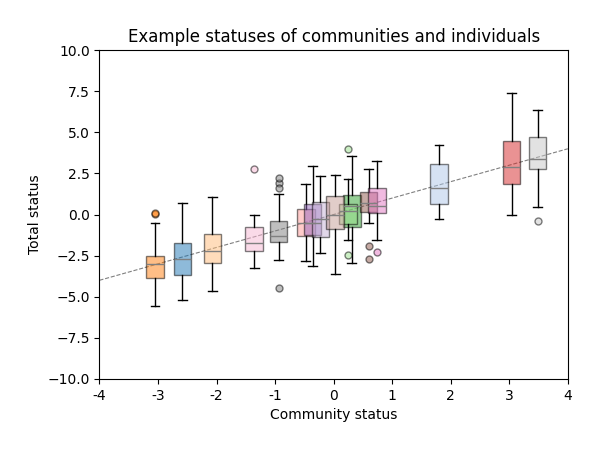 Example statuses of communities and individuals
10.0
7.5
5.0
2.5
0.0
−2.5
−5.0
−7.5
−10.0
Total status
-4 -3 -2 -1 0 1 2 3 4
Community status